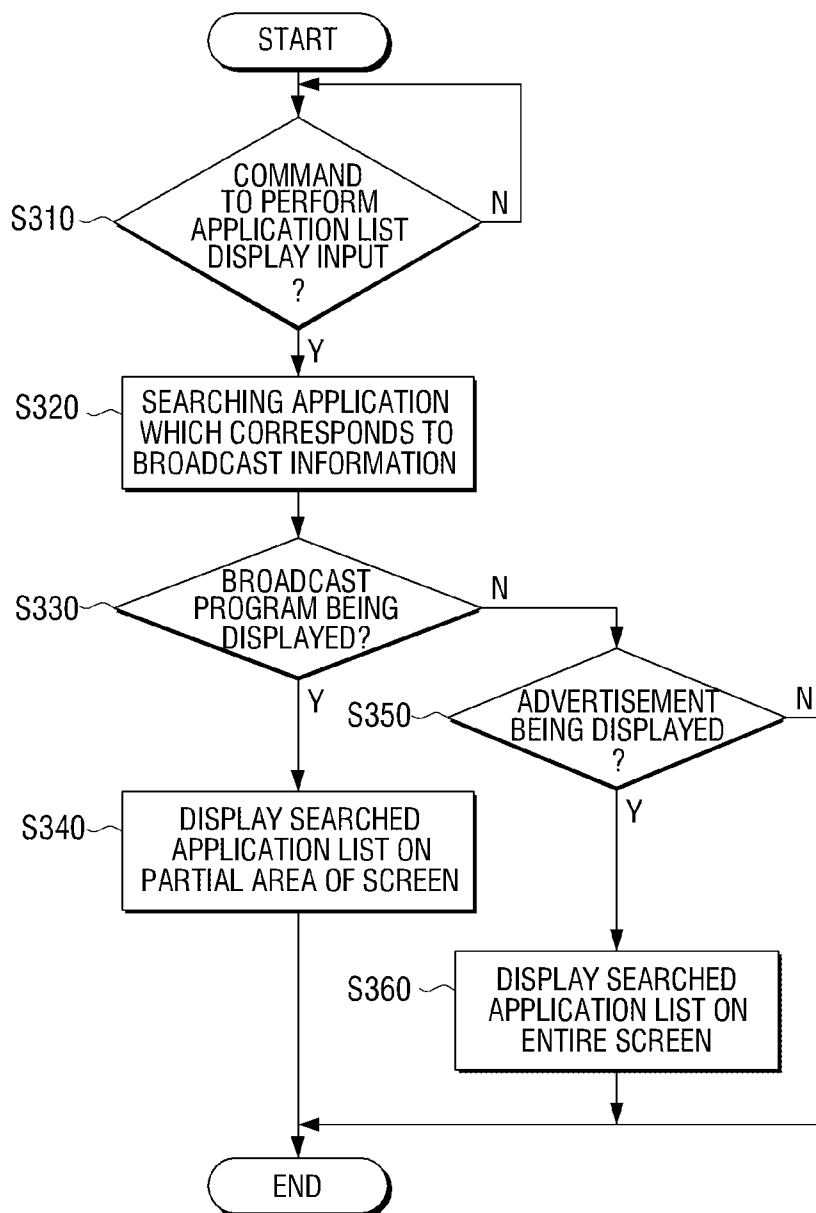 START
S310
COMMAND
TO PERFORM
APPLICATION LIST
DISPLAY INPUT
?
N
Y
S320
SEARCHING APPLICATION
WHICH CORRESPONDS TO
BROADCAST INFORMATION
S330
BROADCAST
PROGRAM BEING
DISPLAYED?
N
Y
S350
ADVERTISEMENT
BEING DISPLAYED
?
N
Y
S340
DISPLAY SEARCHED
APPLICATION LIST ON
PARTIAL AREA OF SCREEN
S360
DISPLAY SEARCHED
APPLICATION LIST ON
ENTIRE SCREEN
END